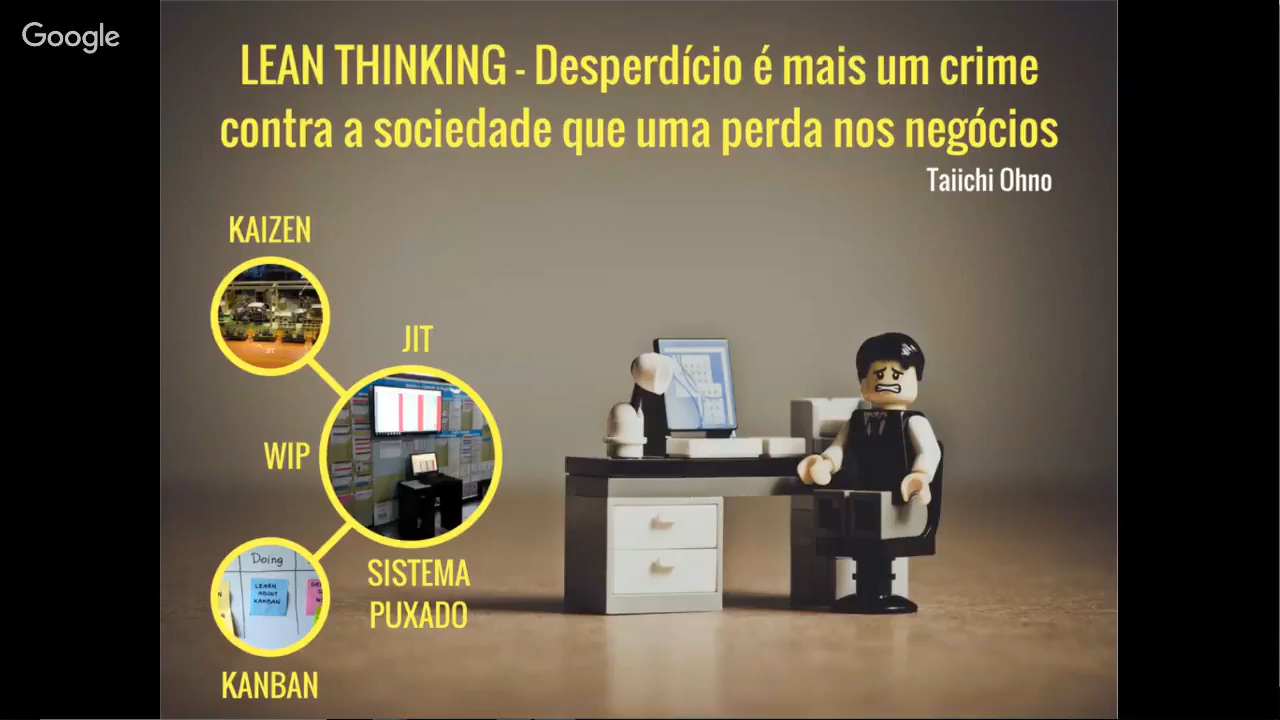 Google
LEAN THINKING - Desperdício é mais um crime
contra a sociedade que uma perda nos negócios
Taiichi Ohno
KAIZEN
JIT
JIT
WIP
Doing
LEARN
ABOUT
KANBAN
SISTEMA
PUXADO
KANBAN